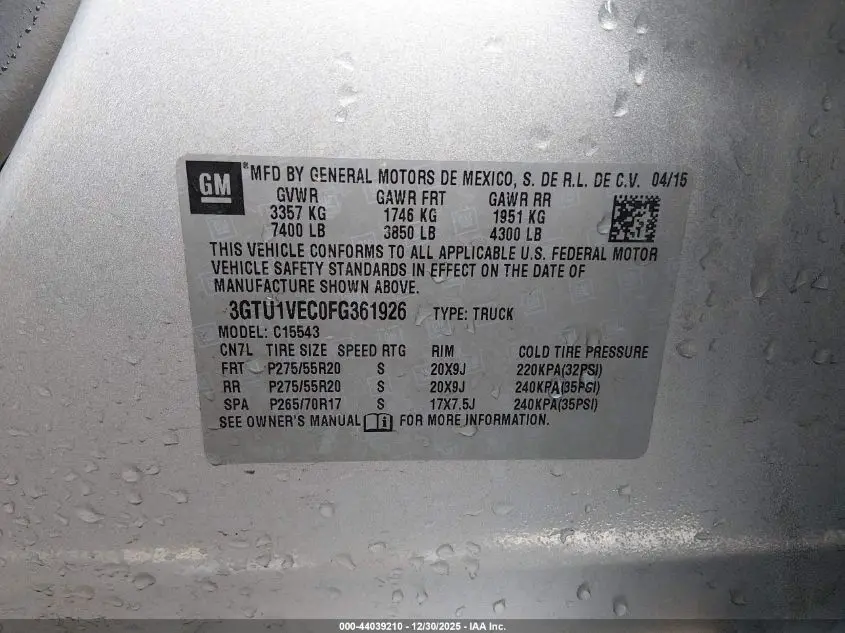 GM
*MFD BY GENERAL MOTORS DE MEXICO, S. DE R.L. DE C.V. 04/15
GVWR GAWR FRT GAWR RR
3357 KG 1746 KG 1951 KG
7400 LB 3850 LB 4300 LB
THIS VEHICLE CONFORMS TO ALL APPLICABLE U.S. FEDERAL MOTOR
VEHICLE SAFETY STANDARDS IN EFFECT ON THE DATE OF
MANUFACTURE SHOWN ABOVE.
3GTU1VEC0FG361926 TYPE: TRUCK
MODEL: C15543
CN7L TIRE SIZE SPEED RTG RIM COLD TIRE PRESSURE
FRT P275/55R20 S 20X9J 220KPA(32PSI)
RR P275/55R20 S 20X9J 240KPA(35PSI)
SPA P265/70R17 S 17X7.5J 240KPA(35PSI)
SEE OWNER'S MANUAL i FOR MORE INFORMATION.
000-44039210 - 12/30/2025 - IAA Inc.